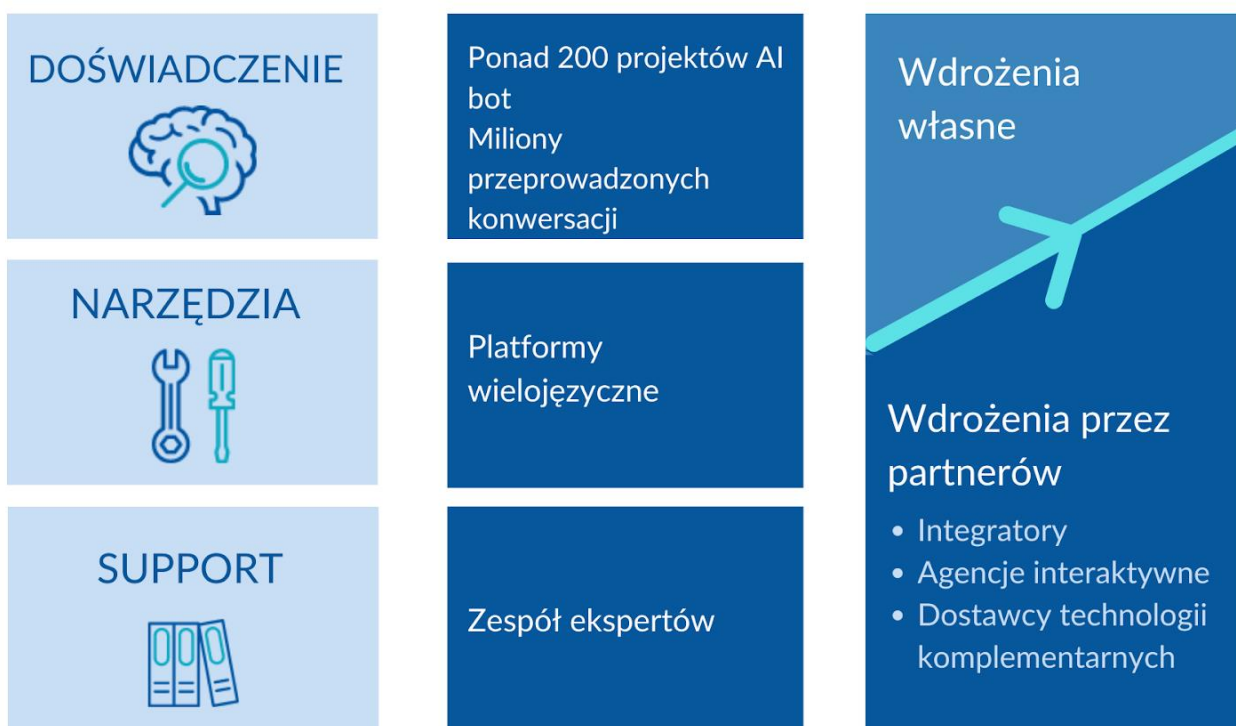 DOŚWIADCZENIE
Ponad 200 projektów AI
bot
Miliony
przeprowadzonych
konwersacji
NARZĘDZIA
Platformy
wielojęzyczne
SUPPORT
Zespół ekspertów
Wdrożenia
własne
Wdrożenia przez
partnerów
• Integratory
• Agencje interaktywne
• Dostawcy technologii
komplementarnych